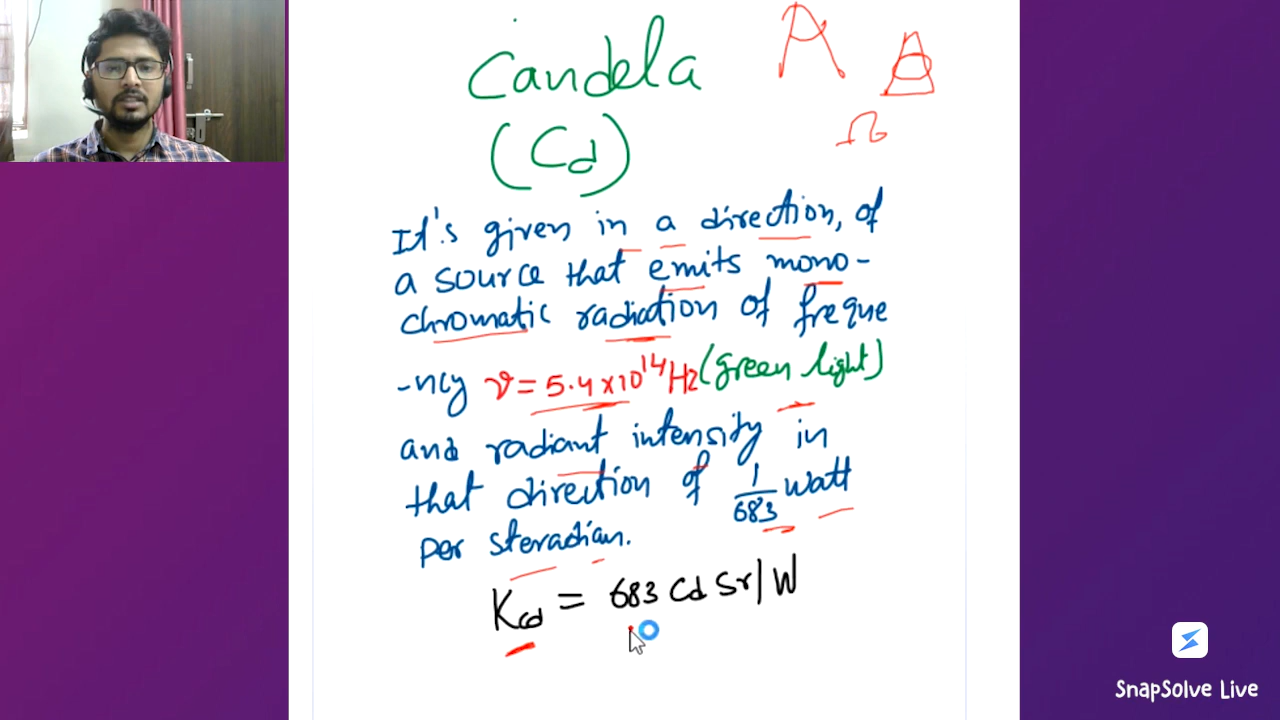 Candela
(Cd)
Ω
It's given in a direction, of
a source that emits mono-
chromatic radiation of freque
-ncy ν = 5.4 × 10¹⁴ Hz (green light)
and radiant intensity in
that direction of 1/683 watt
per steradian.
Kcd = 683 Cd Sr/W
SnapSolve Live